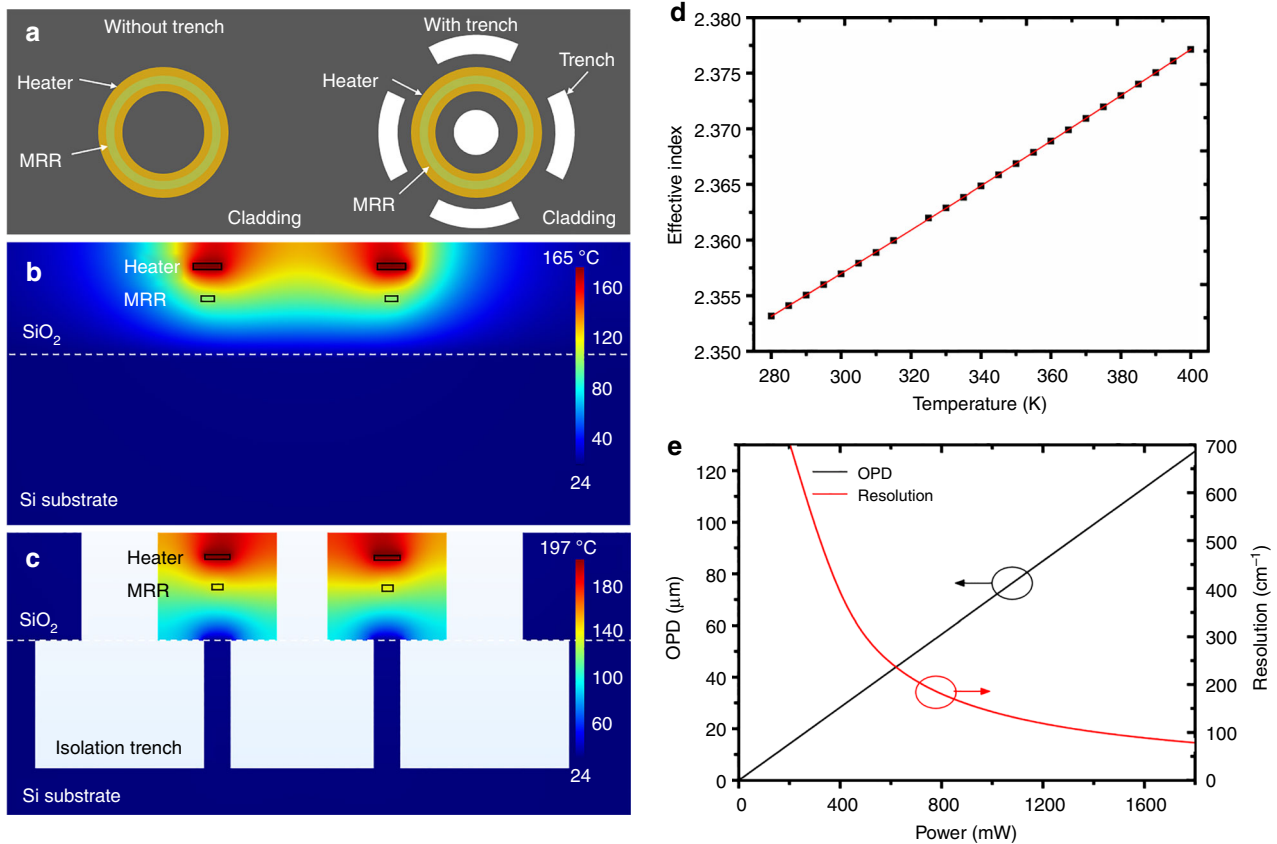 a
Without trench
With trench
Heater
MRR
Heater
Trench
MRR
Cladding
Cladding
b
Heater
MRR
SiO2
Si substrate
165 °C
160
120
80
40
24
c
Heater
MRR
SiO2
Isolation trench
Si substrate
197 °C
180
140
100
60
24
d
2.380
2.375
2.370
2.365
2.360
2.355
2.350
Effective index
280 300 320 340 360 380 400
Temperature (K)
e
OPD
Resolution
120
100
80
60
40
20
0
OPD (μm)
700
600
500
400
300
200
100
0
Resolution (cm−1)
0 400 800 1200 1600
Power (mW)